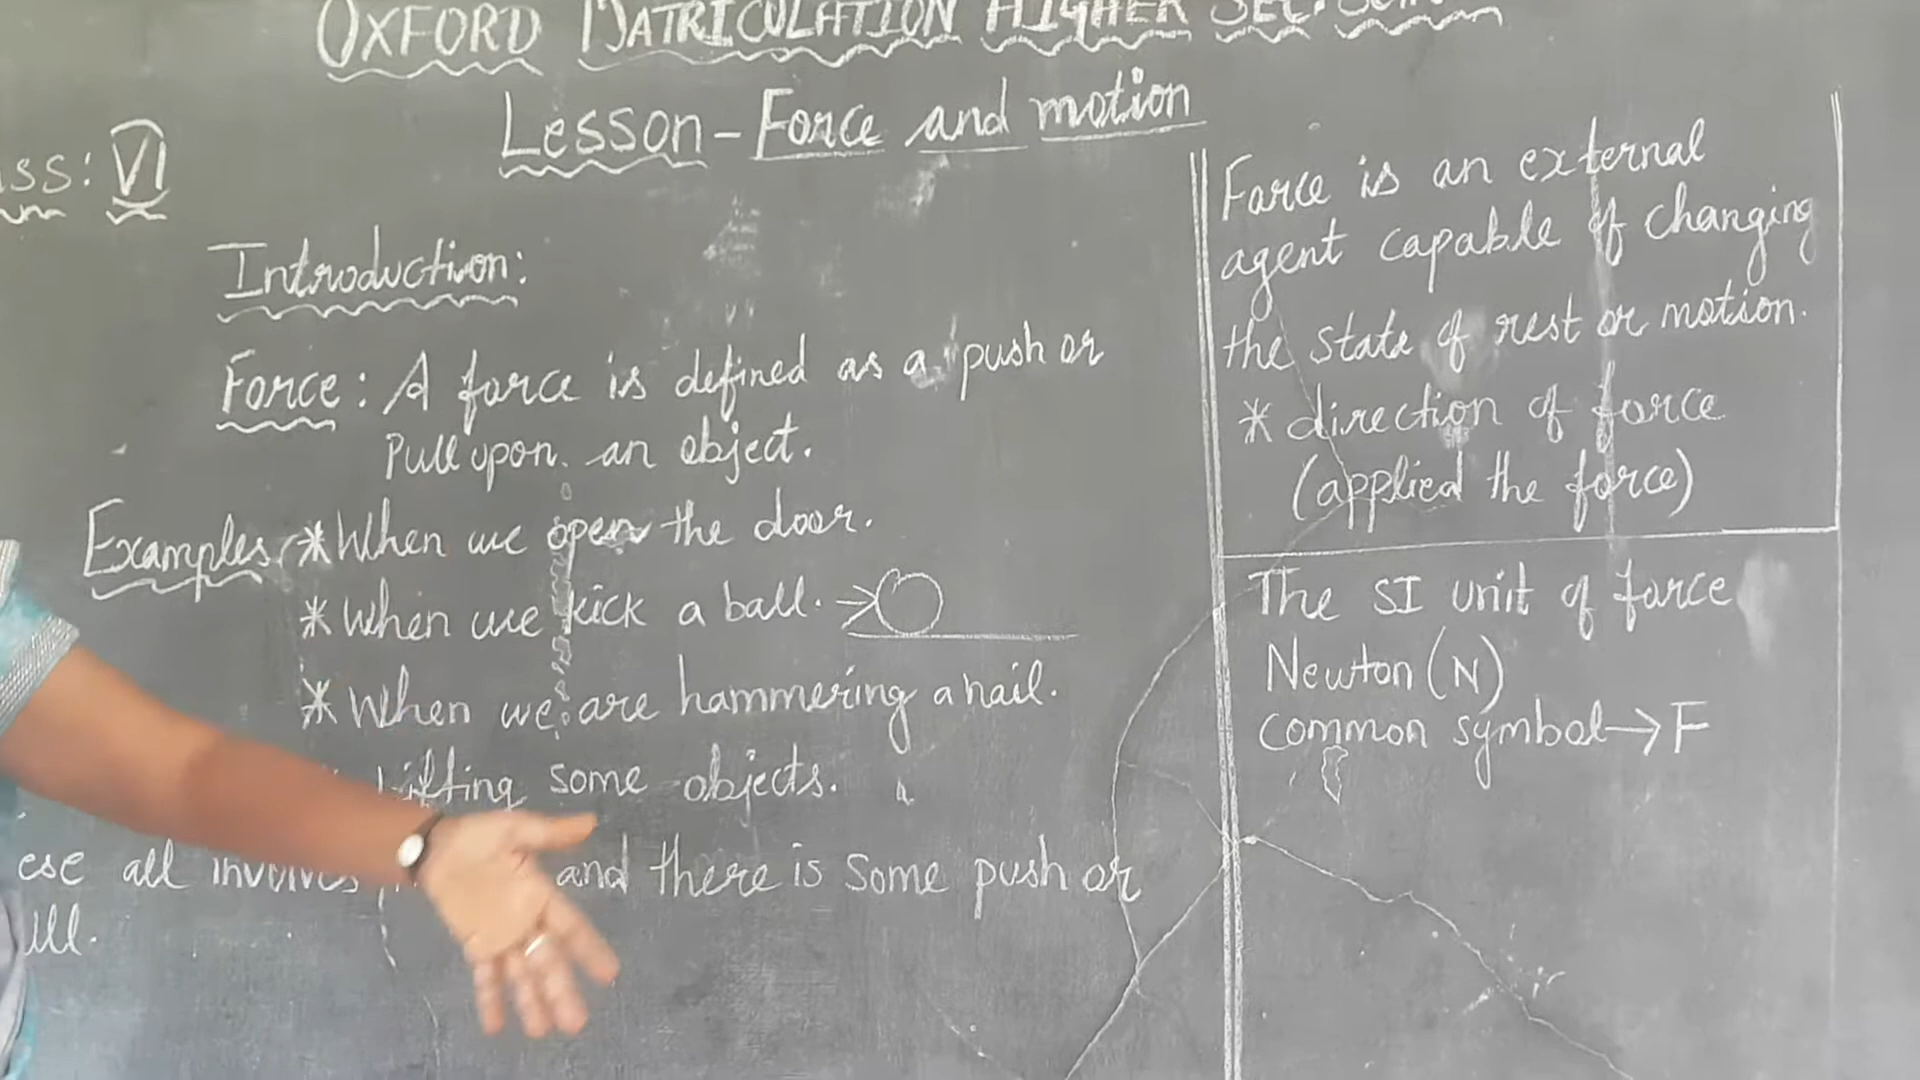 OXFORD MATRICULATION HIGHER SEC.
Lesson - Force and motion
ss: VI
Introduction:
Force: A force is defined as a push or
Pull upon an object.
Examples: * When we open the door.
* When we kick a ball.
* When we are hammering a nail.
Lifting some objects.
ese all involves and there is some push or
ull.
Force is an external
agent capable of changing
the state of rest or motion.
* direction of force
(applied the force)
The SI unit of force
Newton (N)
common symbol → F